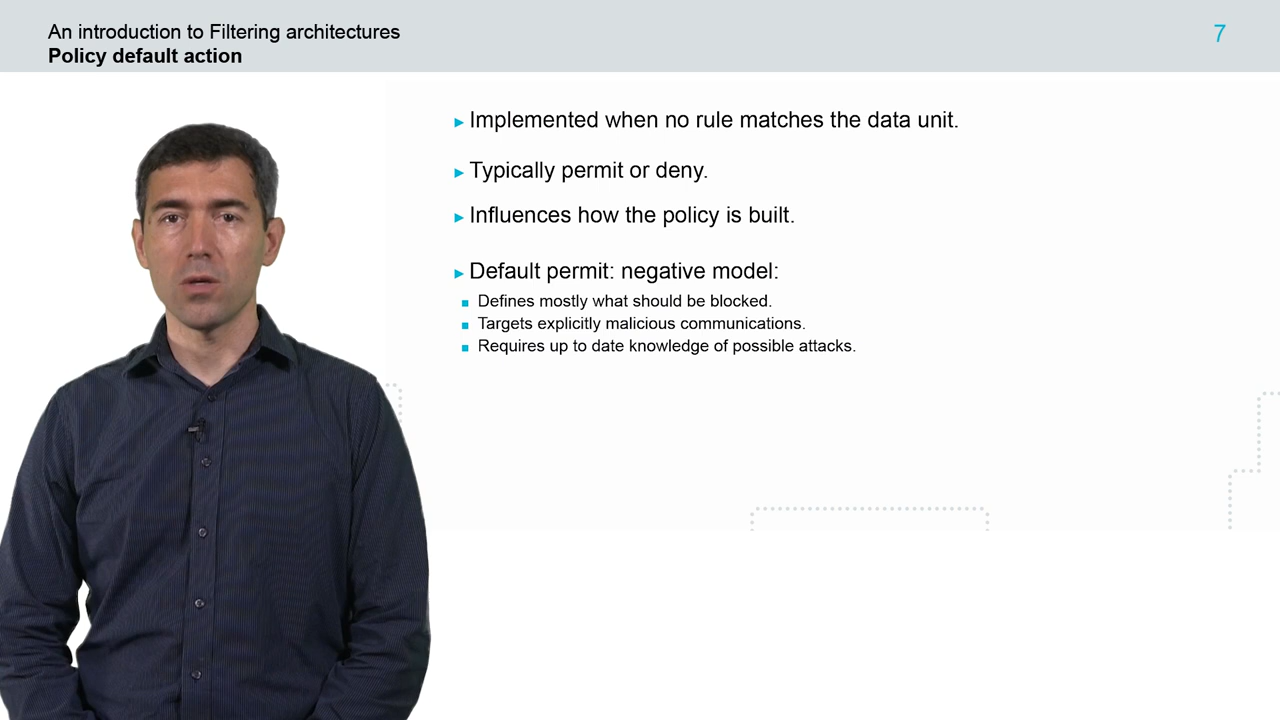 An introduction to Filtering architectures
Policy default action
7
Implemented when no rule matches the data unit.
Typically permit or deny.
Influences how the policy is built.
Default permit: negative model:
Defines mostly what should be blocked.
Targets explicitly malicious communications.
Requires up to date knowledge of possible attacks.